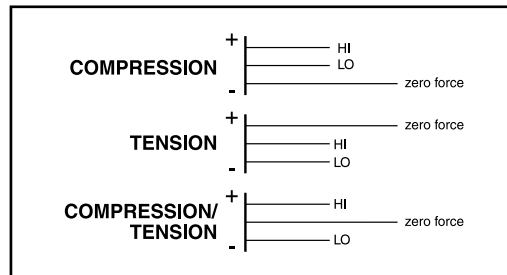 +
HI
COMPRESSION
LO
-
zero force
+
zero force
TENSION
HI
-
LO
+
HI
COMPRESSION/
TENSION
zero force
-
LO